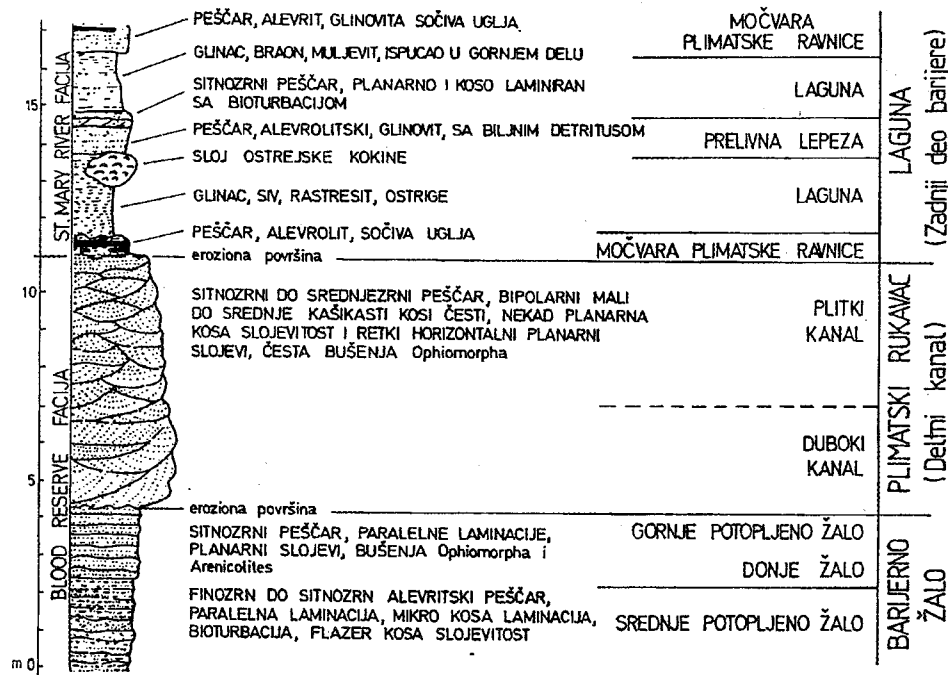 PEŠČAR, ALEVRIT, GLINOVITA SOČIVA UGLJA
GLINAC, BRAON, MULJEVIT, ISPUCAO U GORNJEM DELU
SITNOZRNI PEŠČAR, PLANARNO I KOSO LAMINIRAN
SA BIOTURBACIJOM
PEŠČAR, ALEVROLITSKI, GLINOVIT, SA BILJNIM DETRITUSOM
SLOJ OSTREJSKE KOKINE
GLINAC, SIV, RASTRESIT, OSTRIGE
PEŠČAR, ALEVROLIT, SOČIVA UGLJA
eroziona površina
SITNOZRNI DO SREDNJEZRNI PEŠČAR, BIPOLARNI MALI
DO SREDNJE KAŠIKASTI KOSI ČESTI, NEKAD PLANARNA
KOSA SLOJEVITOST I RETKI HORIZONTALNI PLANARNI
SLOJEVI, ČESTA BUŠENJA Ophiomorpha
eroziona površina
SITNOZRNI PEŠČAR, PARALELNE LAMINACIJE,
PLANARNI SLOJEVI, BUŠENJA Ophiomorpha i
Arenicolites
FINOZRN DO SITNOZRN ALEVRITSKI PEŠČAR,
PARALELNA LAMINACIJA, MIKRO KOSA LAMINACIJA,
BIOTURBACIJA, FLAZER KOSA SLOJEVITOST
MOČVARA
PLIMATSKE RAVNICE
LAGUNA
PRELIVNA LEPEZA
LAGUNA
MOČVARA PLIMATSKE RAVNICE
PLITKI
KANAL
DUBOKI
KANAL
GORNJE POTOPLJENO ŽALO
DONJE ŽALO
SREDNJE POTOPLJENO ŽALO
LAGUNA
(Zadnji deo barijere)
PLIMATSKI RUKAVAC
(Deltni kanal)
BARIJERNO
ŽALO
ST. MARY RIVER FACIJA
BLOOD RESERVE FACIJA
15
10
5
m 0